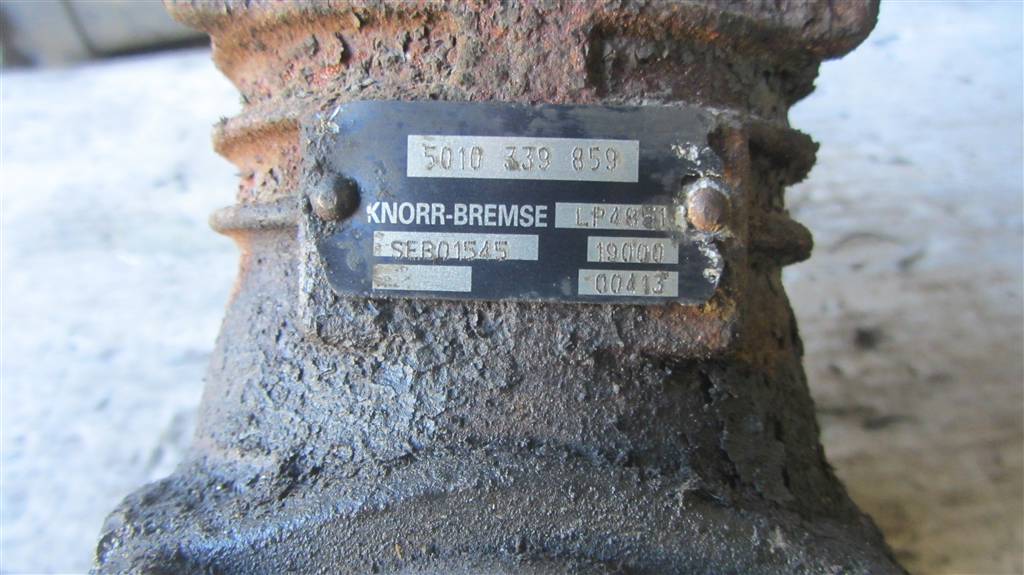 5010 339 859
KNORR-BREMSE LP4851
SEB01545 19000
00413